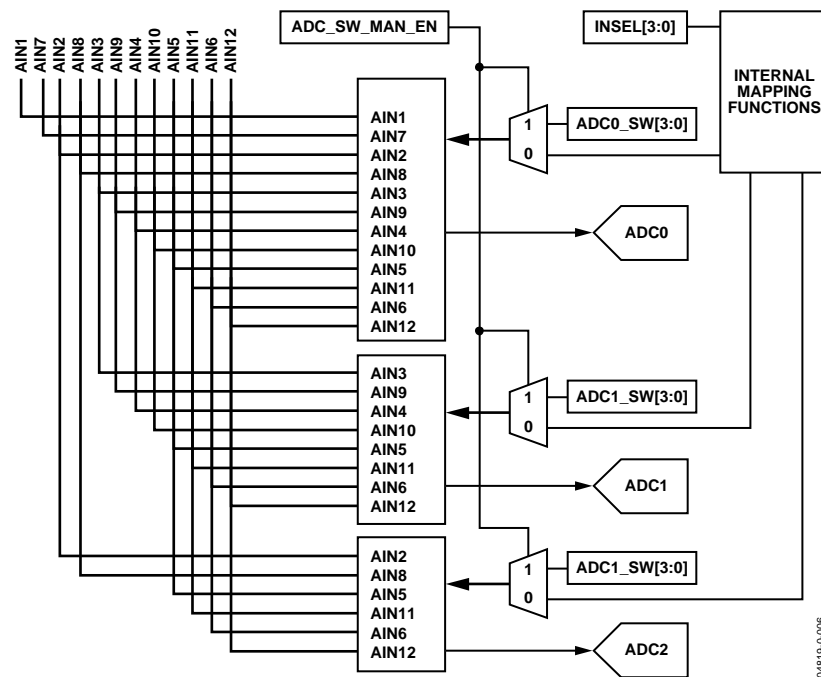 ADC_SW_MAN_EN
INSEL[3:0]
INTERNAL
MAPPING
FUNCTIONS
AIN1
AIN7
AIN2
AIN8
AIN3
AIN9
AIN4
AIN10
AIN5
AIN11
AIN6
AIN12
AIN1
AIN7
AIN2
AIN8
AIN3
AIN9
AIN4
AIN10
AIN5
AIN11
AIN6
AIN12
1
0
ADC0_SW[3:0]
ADC0
AIN3
AIN9
AIN4
AIN10
AIN5
AIN11
AIN6
AIN12
1
0
ADC1_SW[3:0]
ADC1
AIN2
AIN8
AIN5
AIN11
AIN6
AIN12
1
0
ADC1_SW[3:0]
ADC2
04819-0-006